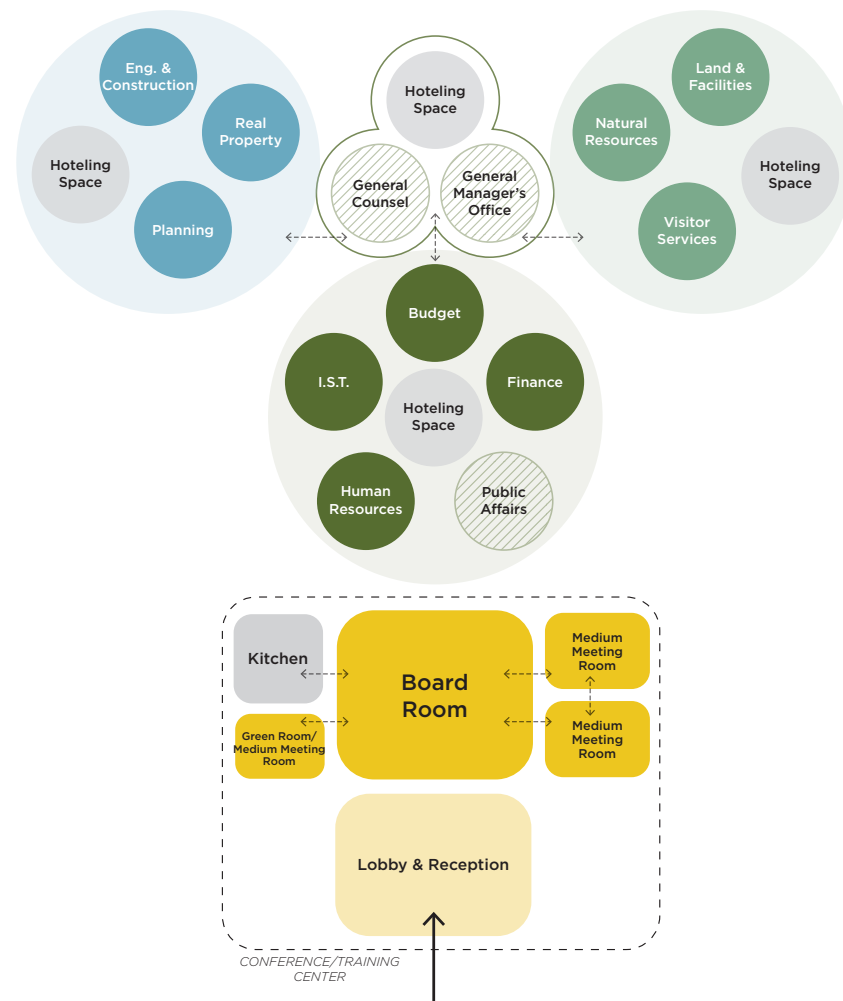 Eng. &
Construction
Real
Property
Hoteling
Space
Planning
Hoteling
Space
General
Counsel
General
Manager's
Office
Land &
Facilities
Natural
Resources
Hoteling
Space
Visitor
Services
Budget
I.S.T.
Finance
Hoteling
Space
Human
Resources
Public
Affairs
Kitchen
Board
Room
Medium
Meeting
Room
Green Room/
Medium Meeting
Room
Medium
Meeting
Room
Lobby & Reception
CONFERENCE/TRAINING
CENTER